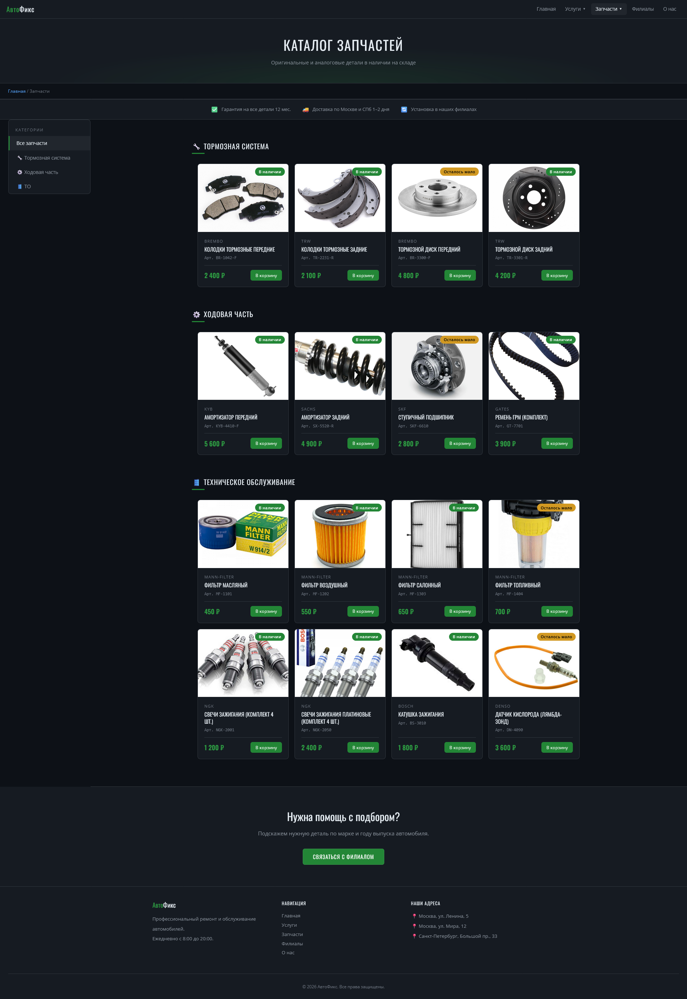 АвтоФикс
Главная
Услуги ▼
Запчасти ▼
Филиалы
О нас
КАТАЛОГ ЗАПЧАСТЕЙ
Оригинальные и аналоговые детали в наличии на складе
Главная / Запчасти
Гарантия на все детали 12 мес.
Доставка по Москве и СПб 1–2 дня
Установка в наших филиалах
КАТЕГОРИИ
Все запчасти
Тормозная система
Ходовая часть
ТО
ТОРМОЗНАЯ СИСТЕМА
В наличии
BREMBO
КОЛОДКИ ТОРМОЗНЫЕ ПЕРЕДНИЕ
Арт. BR-1042-F
2 400 ₽
В корзину
В наличии
TRW
КОЛОДКИ ТОРМОЗНЫЕ ЗАДНИЕ
Арт. TR-2231-R
2 100 ₽
В корзину
Осталось мало
BREMBO
ТОРМОЗНОЙ ДИСК ПЕРЕДНИЙ
Арт. BR-3300-F
4 800 ₽
В корзину
В наличии
TRW
ТОРМОЗНОЙ ДИСК ЗАДНИЙ
Арт. TR-3301-R
4 200 ₽
В корзину
ХОДОВАЯ ЧАСТЬ
В наличии
KYB
АМОРТИЗАТОР ПЕРЕДНИЙ
Арт. KYB-4410-F
5 600 ₽
В корзину
В наличии
SACHS
АМОРТИЗАТОР ЗАДНИЙ
Арт. SX-5520-R
4 900 ₽
В корзину
Осталось мало
SKF
СТУПИЧНЫЙ ПОДШИПНИК
Арт. SKF-6610
2 800 ₽
В корзину
В наличии
GATES
РЕМЕНЬ ГРМ (КОМПЛЕКТ)
Арт. GT-7701
3 900 ₽
В корзину
ТЕХНИЧЕСКОЕ ОБСЛУЖИВАНИЕ
В наличии
W 914/2
MANN
FILTER
MANN
FILTER
W 914/2
MANN-FILTER
ФИЛЬТР МАСЛЯНЫЙ
Арт. MF-1101
450 ₽
В корзину
В наличии
MANN-FILTER
ФИЛЬТР ВОЗДУШНЫЙ
Арт. MF-1202
550 ₽
В корзину
В наличии
MANN-FILTER
ФИЛЬТР САЛОННЫЙ
Арт. MF-1303
650 ₽
В корзину
Осталось мало
MANN-FILTER
ФИЛЬТР ТОПЛИВНЫЙ
Арт. MF-1404
700 ₽
В корзину
В наличии
NGK
СВЕЧИ ЗАЖИГАНИЯ (КОМПЛЕКТ 4
ШТ.)
Арт. NGK-2001
1 200 ₽
В корзину
В наличии
NGK
СВЕЧИ ЗАЖИГАНИЯ ПЛАТИНОВЫЕ
(КОМПЛЕКТ 4 ШТ.)
Арт. NGK-2050
2 400 ₽
В корзину
В наличии
BOSCH
КАТУШКА ЗАЖИГАНИЯ
Арт. BS-3010
1 800 ₽
В корзину
Осталось мало
DENSO
ДАТЧИК КИСЛОРОДА (ЛЯМБДА-
ЗОНД)
Арт. DN-4090
3 600 ₽
В корзину
Нужна помощь с подбором?
Подскажем нужную деталь по марке и году выпуска автомобиля.
СВЯЗАТЬСЯ С ФИЛИАЛОМ
АвтоФикс
Профессиональный ремонт и обслуживание
автомобилей.
Ежедневно с 8:00 до 20:00.
НАВИГАЦИЯ
Главная
Услуги
Запчасти
Филиалы
О нас
НАШИ АДРЕСА
Москва, ул. Ленина, 5
Москва, ул. Мира, 12
Санкт-Петербург, Большой пр., 33
© 2026 АвтоФикс. Все права защищены.